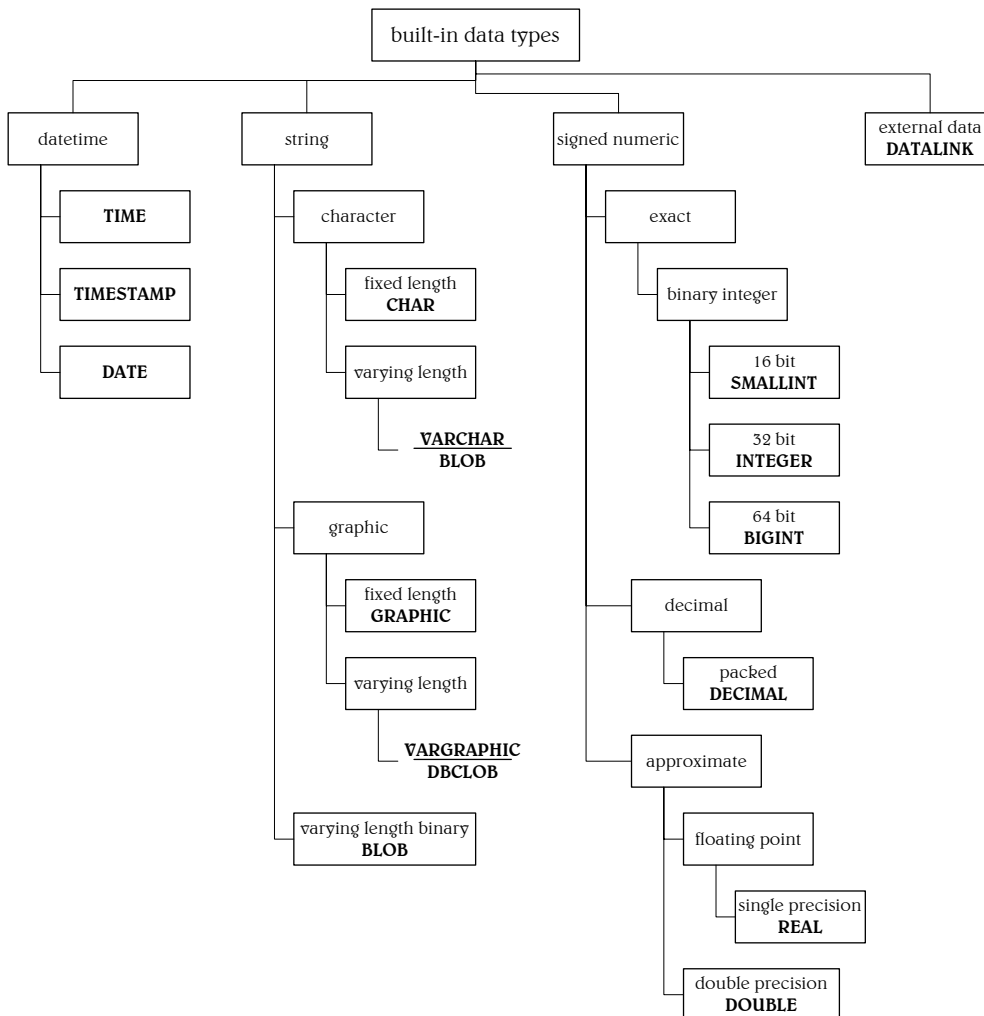 built-in data types
datetime
TIME
TIMESTAMP
DATE
string
character
fixed length
CHAR
varying length
VARCHAR
BLOB
graphic
fixed length
GRAPHIC
varying length
VARGRAPHIC
DBCLOB
varying length binary
BLOB
signed numeric
exact
binary integer
16 bit
SMALLINT
32 bit
INTEGER
64 bit
BIGINT
decimal
packed
DECIMAL
approximate
floating point
single precision
REAL
double precision
DOUBLE
external data
DATALINK